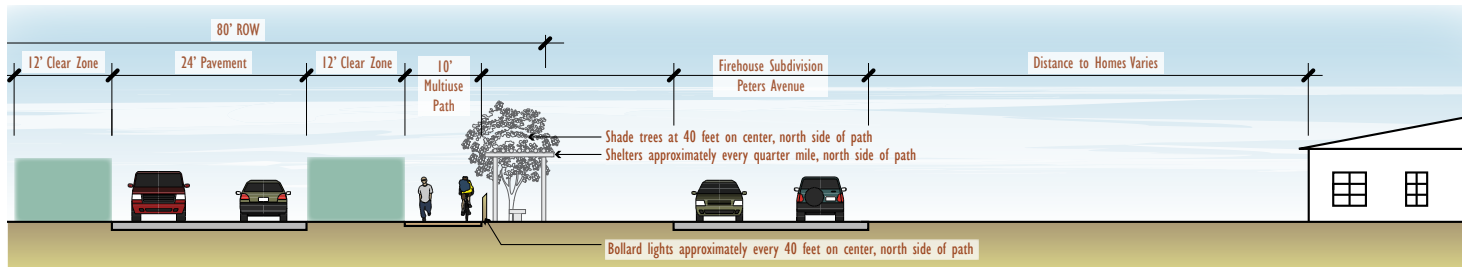 80' ROW
12' Clear Zone
24' Pavement
12' Clear Zone
10'
Multiuse
Path
Firehouse Subdivision
Peters Avenue
Distance to Homes Varies
Shade trees at 40 feet on center, north side of path
Shelters approximately every quarter mile, north side of path
Bollard lights approximately every 40 feet on center, north side of path